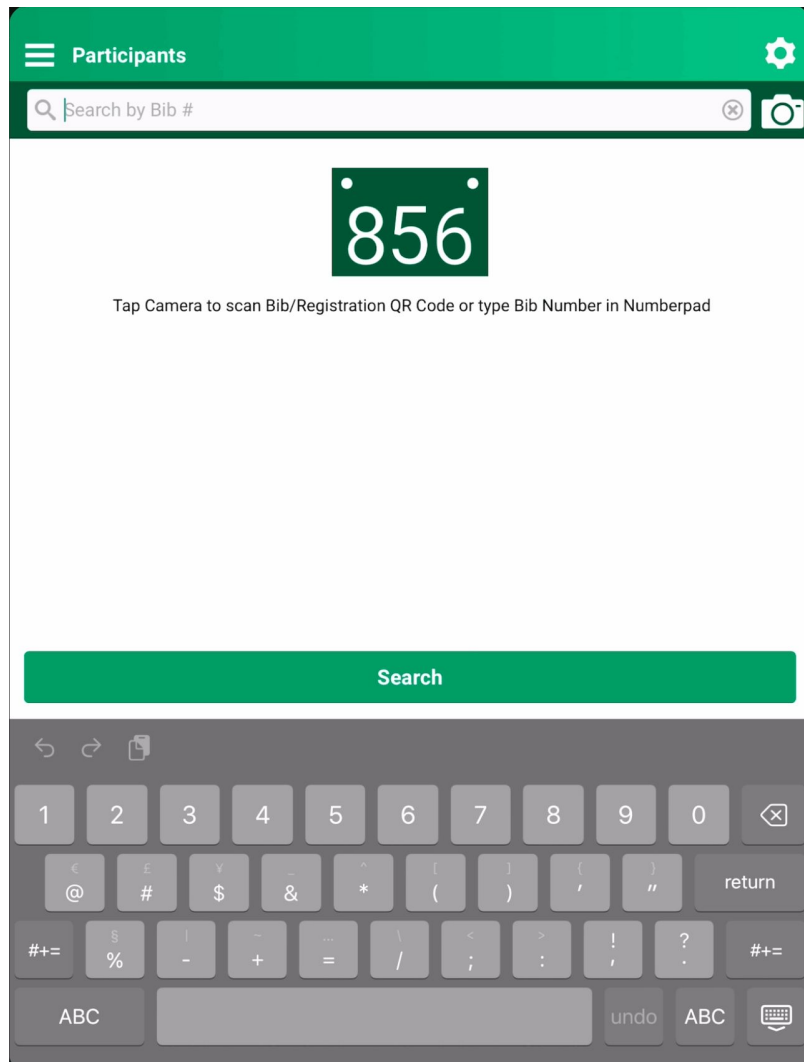 Participants
Search by Bib #
856
Tap Camera to scan Bib/Registration QR Code or type Bib Number in Numberpad
Search
1 2 3 4 5 6 7 8 9 0
€ £ ¥ _ ^ [ ] { }
@ # $ & * ( ) ' " return
§ | ~ … \ < > ! ?
#+= % - + = / ; : , . #+=
ABC undo ABC